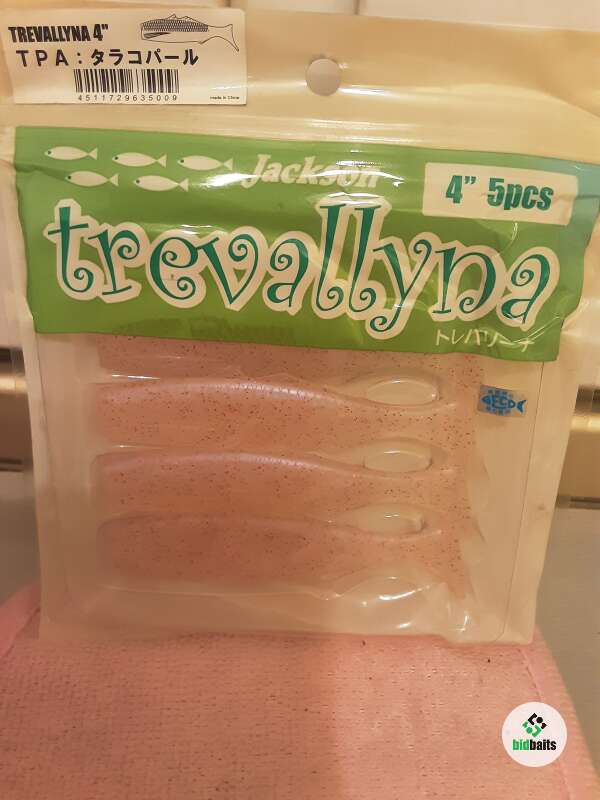 TREVALLYNA 4"
TPA:タラコパール
4511729635009
made in China
Jackson
4" 5pcs
trevallyna
トレバリーナ
ECO
bidbaits